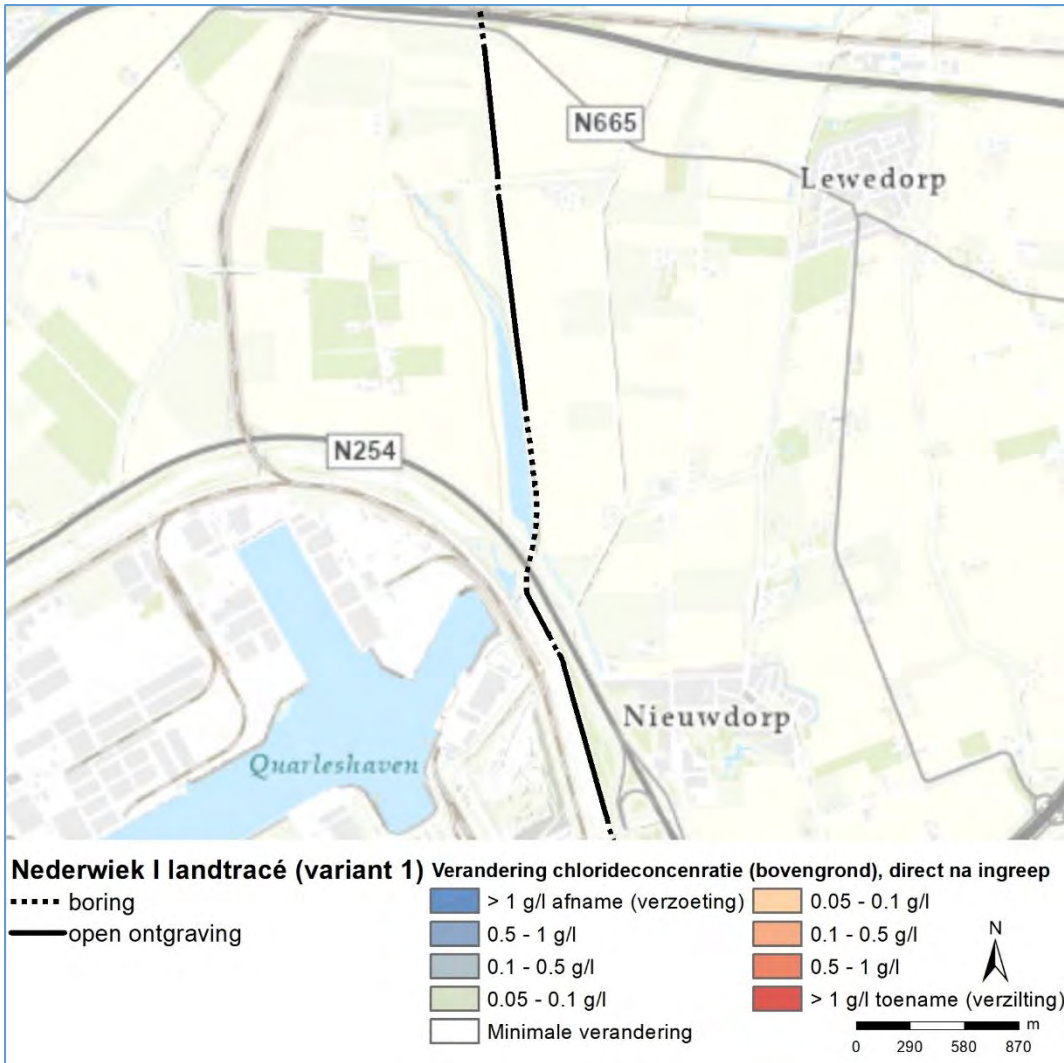 N665
Lewedorp
N254
Nieuwdorp
Quarleshaven
Nederwiek I landtracé (variant 1)
boring
open ontgraving
Verandering chlorideconcenratie (bovengrond), direct na ingreep
> 1 g/l afname (verzoeting)
0.5 - 1 g/l
0.1 - 0.5 g/l
0.05 - 0.1 g/l
Minimale verandering
0.05 - 0.1 g/l
0.1 - 0.5 g/l
0.5 - 1 g/l
> 1 g/l toename (verzilting)
N
m
0 290 580 870